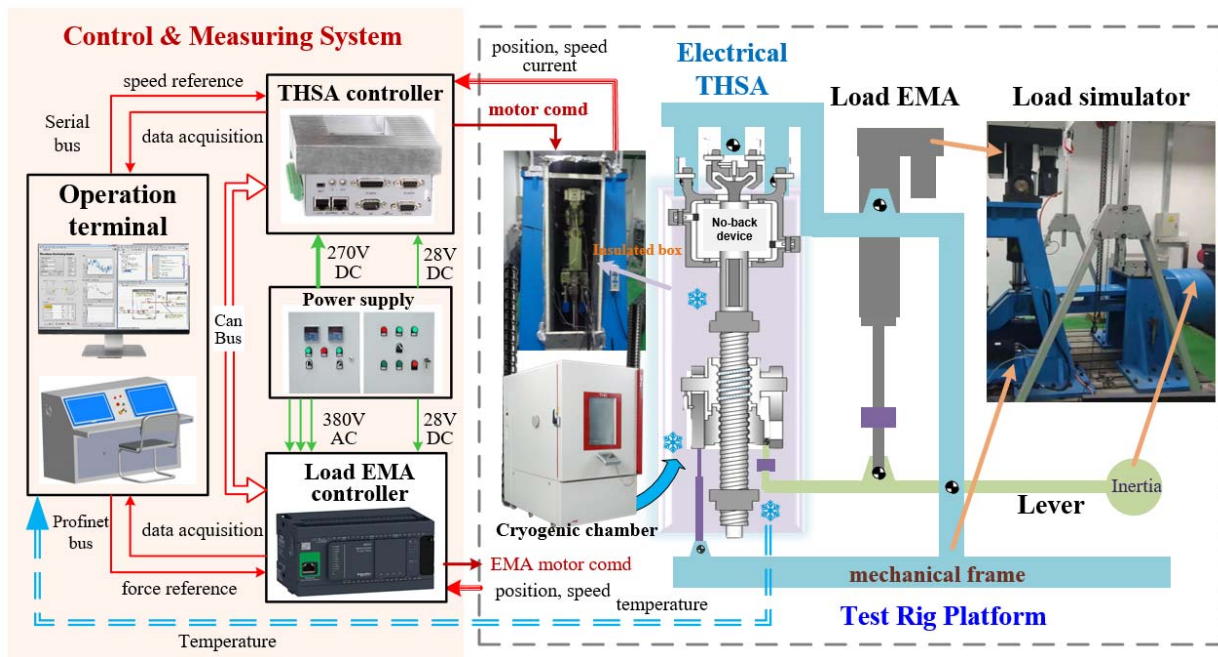 Control & Measuring System
speed reference
THSA controller
Serial
bus
data acquisition
position, speed
current
motor comd
Electrical
THSA
Load EMA
Load simulator
Operation
terminal
No-back
device
Insulated box
270V
DC
28V
DC
Power supply
Can
Bus
380V
AC
28V
DC
Load EMA
controller
Cryogenic chamber
Inertia
Lever
Profinet
bus
data acquisition
force reference
EMA motor comd
position, speed
temperature
Temperature
mechanical frame
Test Rig Platform